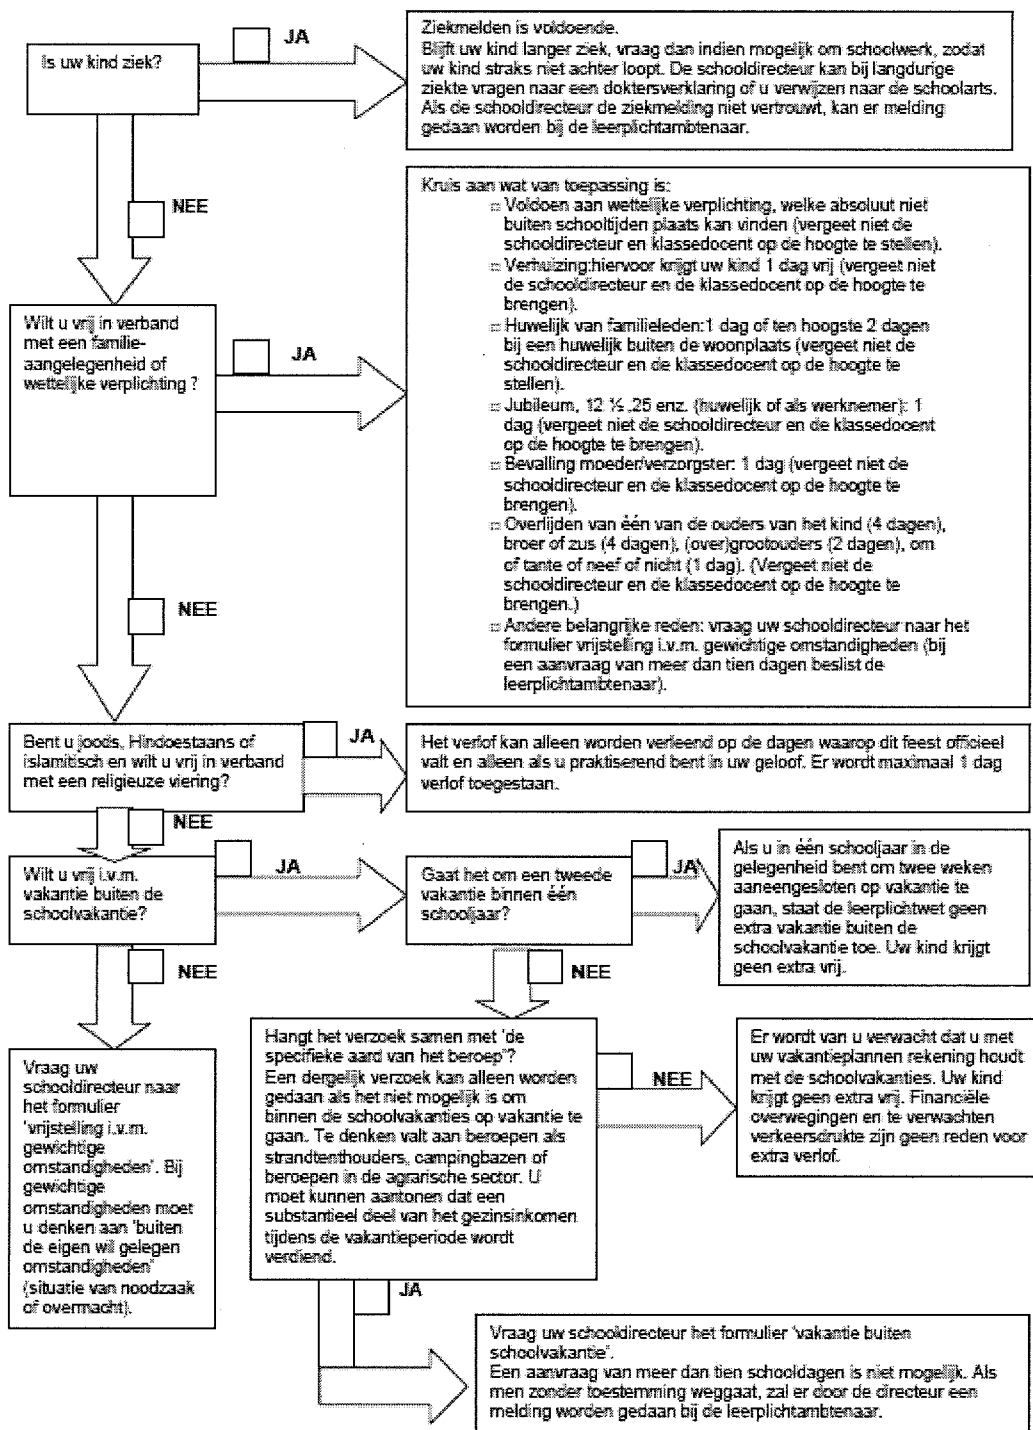 Is uw kind ziek?
JA
Ziekmelden is voldoende.
Blijft uw kind langer ziek, vraag dan indien mogelijk om schoolwerk, zodat
uw kind straks niet achter loopt. De schooldirecteur kan bij langdurige
ziekte vragen naar een doktersverklaring of u verwijzen naar de schoolarts.
Als de schooldirecteur de ziekmelding niet vertrouwt, kan er melding
gedaan worden bij de leerplichtambtenaar.
NEE
Wilt u vrij in verband
met een familie-
aangelegenheid of
wettelijke verplichting ?
JA
Kruis aan wat van toepassing is:
Voldoen aan wettelijke verplichting, welke absoluut niet
buiten schooltijden plaats kan vinden (vergeet niet de
schooldirecteur en klassedocent op de hoogte te stellen).
Verhuizing:hiervoor krijgt uw kind 1 dag vrij (vergeet niet
de schooldirecteur en de klassedocent op de hoogte te
brengen).
Huwelijk van familieleden:1 dag of ten hoogste 2 dagen
bij een huwelijk buiten de woonplaats (vergeet niet de
schooldirecteur en de klassedocent op de hoogte te
stellen).
Jubileum, 12 ½ ,25 enz. (huwelijk of als werknemer): 1
dag (vergeet niet de schooldirecteur en de klassedocent
op de hoogte te brengen).
Bevalling moeder/verzorgster: 1 dag (vergeet niet de
schooldirecteur en de klassedocent op de hoogte te
brengen).
Overlijden van één van de ouders van het kind (4 dagen),
broer of zus (4 dagen), (over)grootouders (2 dagen), om
of tante of neef of nicht (1 dag). (Vergeet niet de
schooldirecteur en de klassedocent op de hoogte te
brengen.)
Andere belangrijke reden: vraag uw schooldirecteur naar het
formulier vrijstelling i.v.m. gewichtige omstandigheden (bij
een aanvraag van meer dan tien dagen beslist de
leerplichtambtenaar).
NEE
Bent u joods, Hindoestaans of
islamitisch en wilt u vrij in verband
met een religieuze viering?
JA
Het verlof kan alleen worden verleend op de dagen waarop dit feest officieel
valt en alleen als u praktiserend bent in uw geloof. Er wordt maximaal 1 dag
verlof toegestaan.
NEE
Wilt u vrij i.v.m.
vakantie buiten de
schoolvakantie?
JA
Gaat het om een tweede
vakantie binnen één
schooljaar?
JA
Als u in één schooljaar in de
gelegenheid bent om twee weken
aaneengesloten op vakantie te
gaan, staat de leerplichtwet geen
extra vakantie buiten de
schoolvakantie toe. Uw kind krijgt
geen extra vrij.
NEE
NEE
Vraag uw
schooldirecteur naar
het formulier
'vrijstelling i.v.m.
gewichtige
omstandigheden'. Bij
gewichtige
omstandigheden moet
u denken aan 'buiten
de eigen wil gelegen
omstandigheden'
(situatie van noodzaak
of overmacht).
Hangt het verzoek samen met 'de
specifieke aard van het beroep"?
Een dergelijk verzoek kan alleen worden
gedaan als het niet mogelijk is om
binnen de schoolvakanties op vakantie te
gaan. Te denken valt aan beroepen als
strandtenthouders, campingbazen of
beroepen in de agrarische sector. U
moet kunnen aantonen dat een
substantieel deel van het gezinsinkomen
tijdens de vakantieperiode wordt
verdiend.
NEE
Er wordt van u verwacht dat u met
uw vakantieplannen rekening houdt
met de schoolvakanties. Uw kind
krijgt geen extra vrij. Financiële
overwegingen en te verwachten
verkeersdrukte zijn geen reden voor
extra verlof.
JA
Vraag uw schooldirecteur het formulier 'vakantie buiten
schoolvakantie'.
Een aanvraag van meer dan tien schooldagen is niet mogelijk. Als
men zonder toestemming weggaat, zal er door de directeur een
melding worden gedaan bij de leerplichtambtenaar.